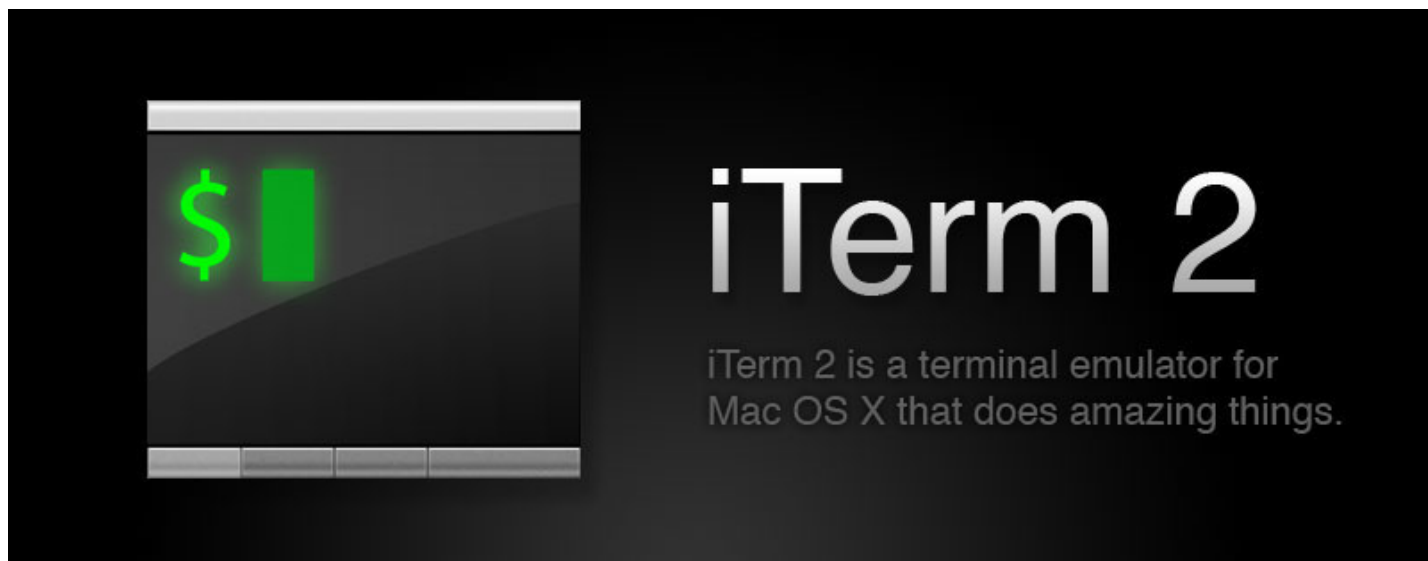 $
iTerm 2
iTerm 2 is a terminal emulator for
Mac OS X that does amazing things.